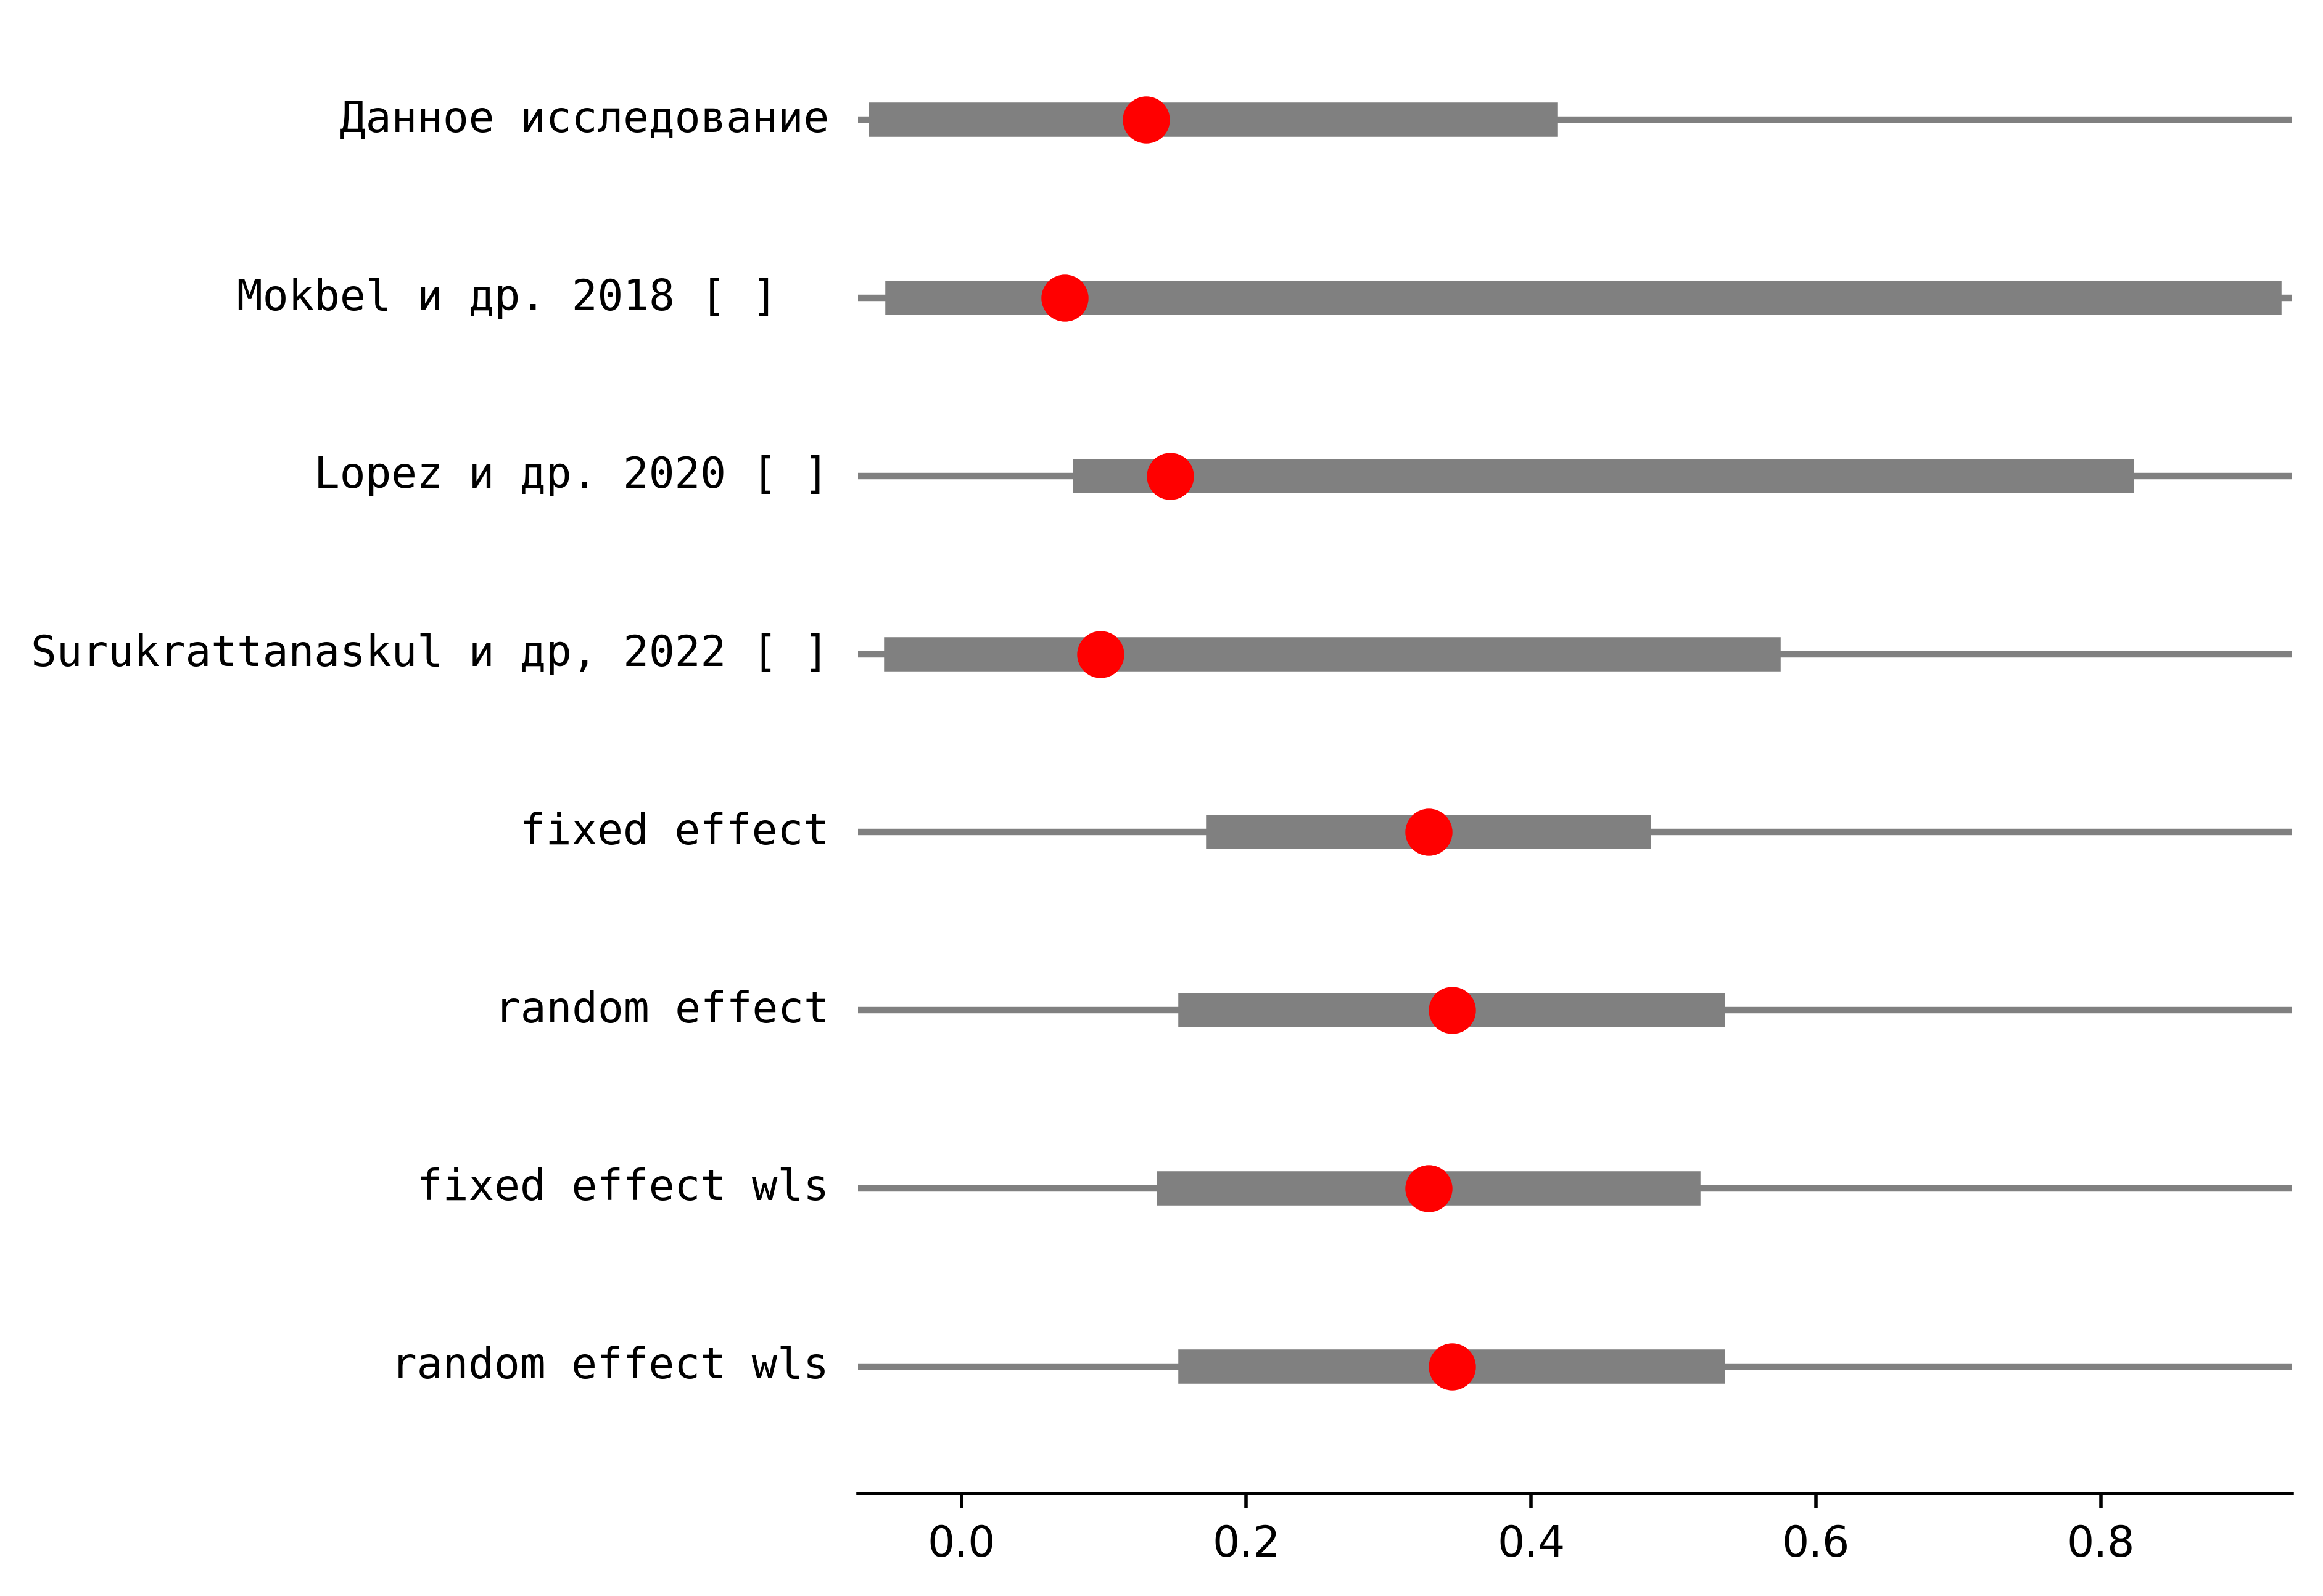 Данное исследование
Mokbel и др. 2018 [ ]
Lopez и др. 2020 [ ]
Surukrattanaskul и др, 2022 [ ]
fixed effect
random effect
fixed effect wls
random effect wls
0.0 0.2 0.4 0.6 0.8